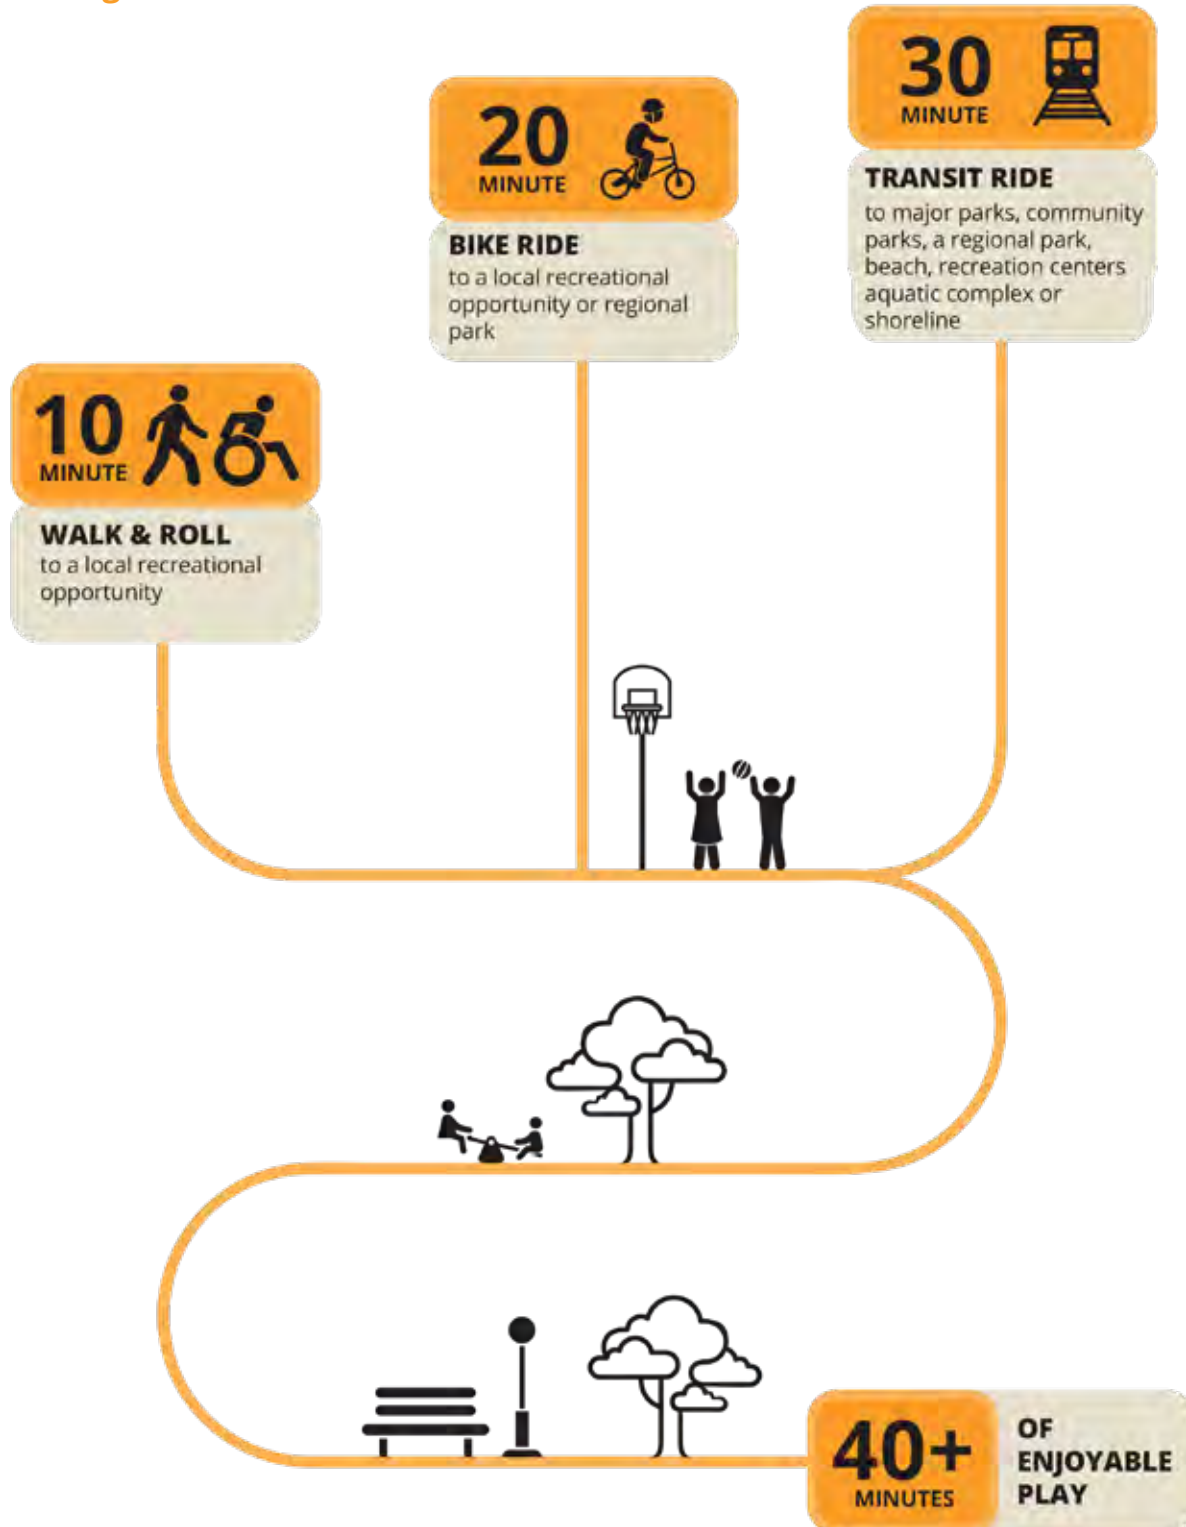 10
MINUTE
WALK & ROLL
to a local recreational
opportunity
20
MINUTE
BIKE RIDE
to a local recreational
opportunity or regional
park
30
MINUTE
TRANSIT RIDE
to major parks, community
parks, a regional park,
beach, recreation centers
aquatic complex or
shoreline
40+
MINUTES
OF
ENJOYABLE
PLAY